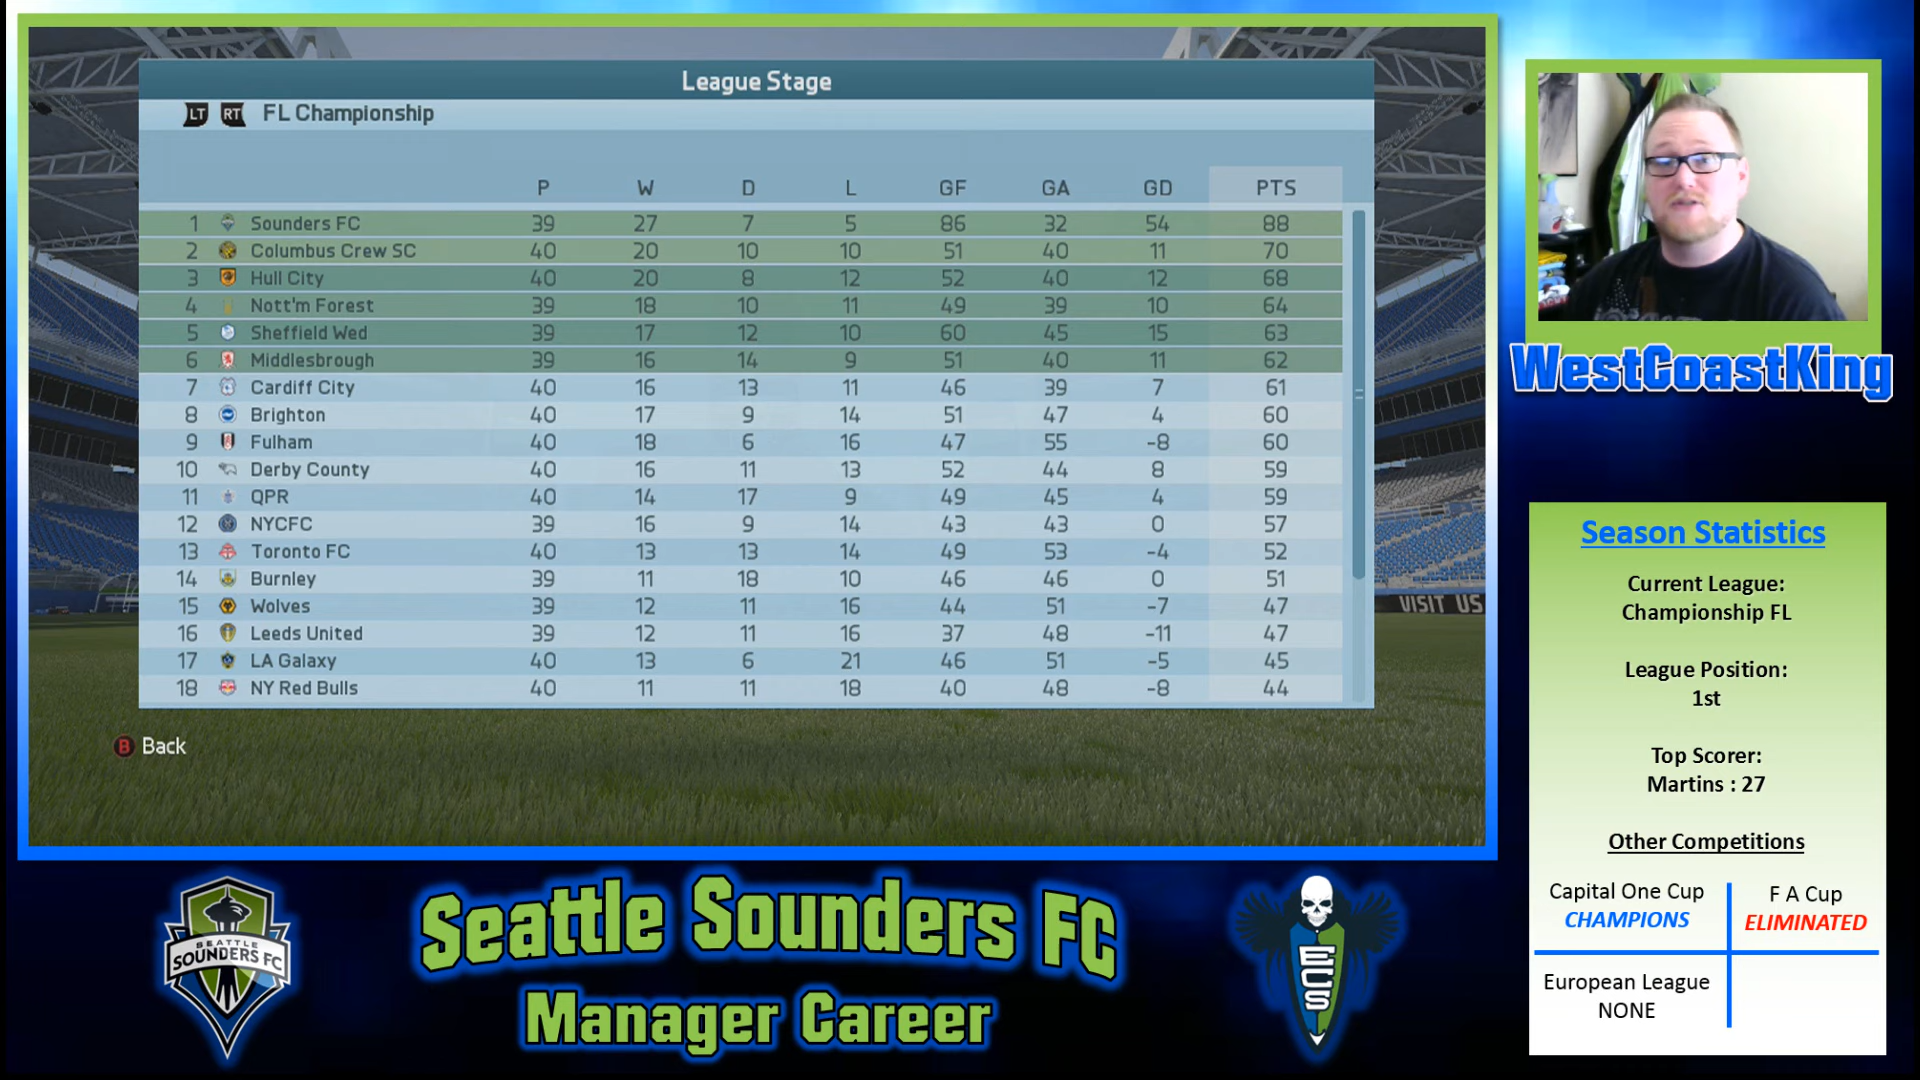 League Stage
LT RT FL Championship
P W D L GF GA GD PTS
1 Sounders FC 39 27 7 5 86 32 54 88
2 Columbus Crew SC 40 20 10 10 51 40 11 70
3 Hull City 40 20 8 12 52 40 12 68
4 Nott'm Forest 39 18 10 11 49 39 10 64
5 Sheffield Wed 39 17 12 10 60 45 15 63
6 Middlesbrough 39 16 14 9 51 40 11 62
7 Cardiff City 40 16 13 11 46 39 7 61
8 Brighton 40 17 9 14 51 47 4 60
9 Fulham 40 18 6 16 47 55 -8 60
10 Derby County 40 16 11 13 52 44 8 59
11 QPR 40 14 17 9 49 45 4 59
12 NYCFC 39 16 9 14 43 43 0 57
13 Toronto FC 40 13 13 14 49 53 -4 52
14 Burnley 39 11 18 10 46 46 0 51
15 Wolves 39 12 11 16 44 51 -7 47
16 Leeds United 39 12 11 16 37 48 -11 47
17 LA Galaxy 40 13 6 21 46 51 -5 45
18 NY Red Bulls 40 11 11 18 40 48 -8 44
B Back
VISIT US
WestCoastKing
Season Statistics
Current League:
Championship FL
League Position:
1st
Top Scorer:
Martins : 27
Other Competitions
Capital One Cup
CHAMPIONS
F A Cup
ELIMINATED
European League
NONE
SEATTLE
SOUNDERS FC
Seattle Sounders FC
Manager Career
ECS